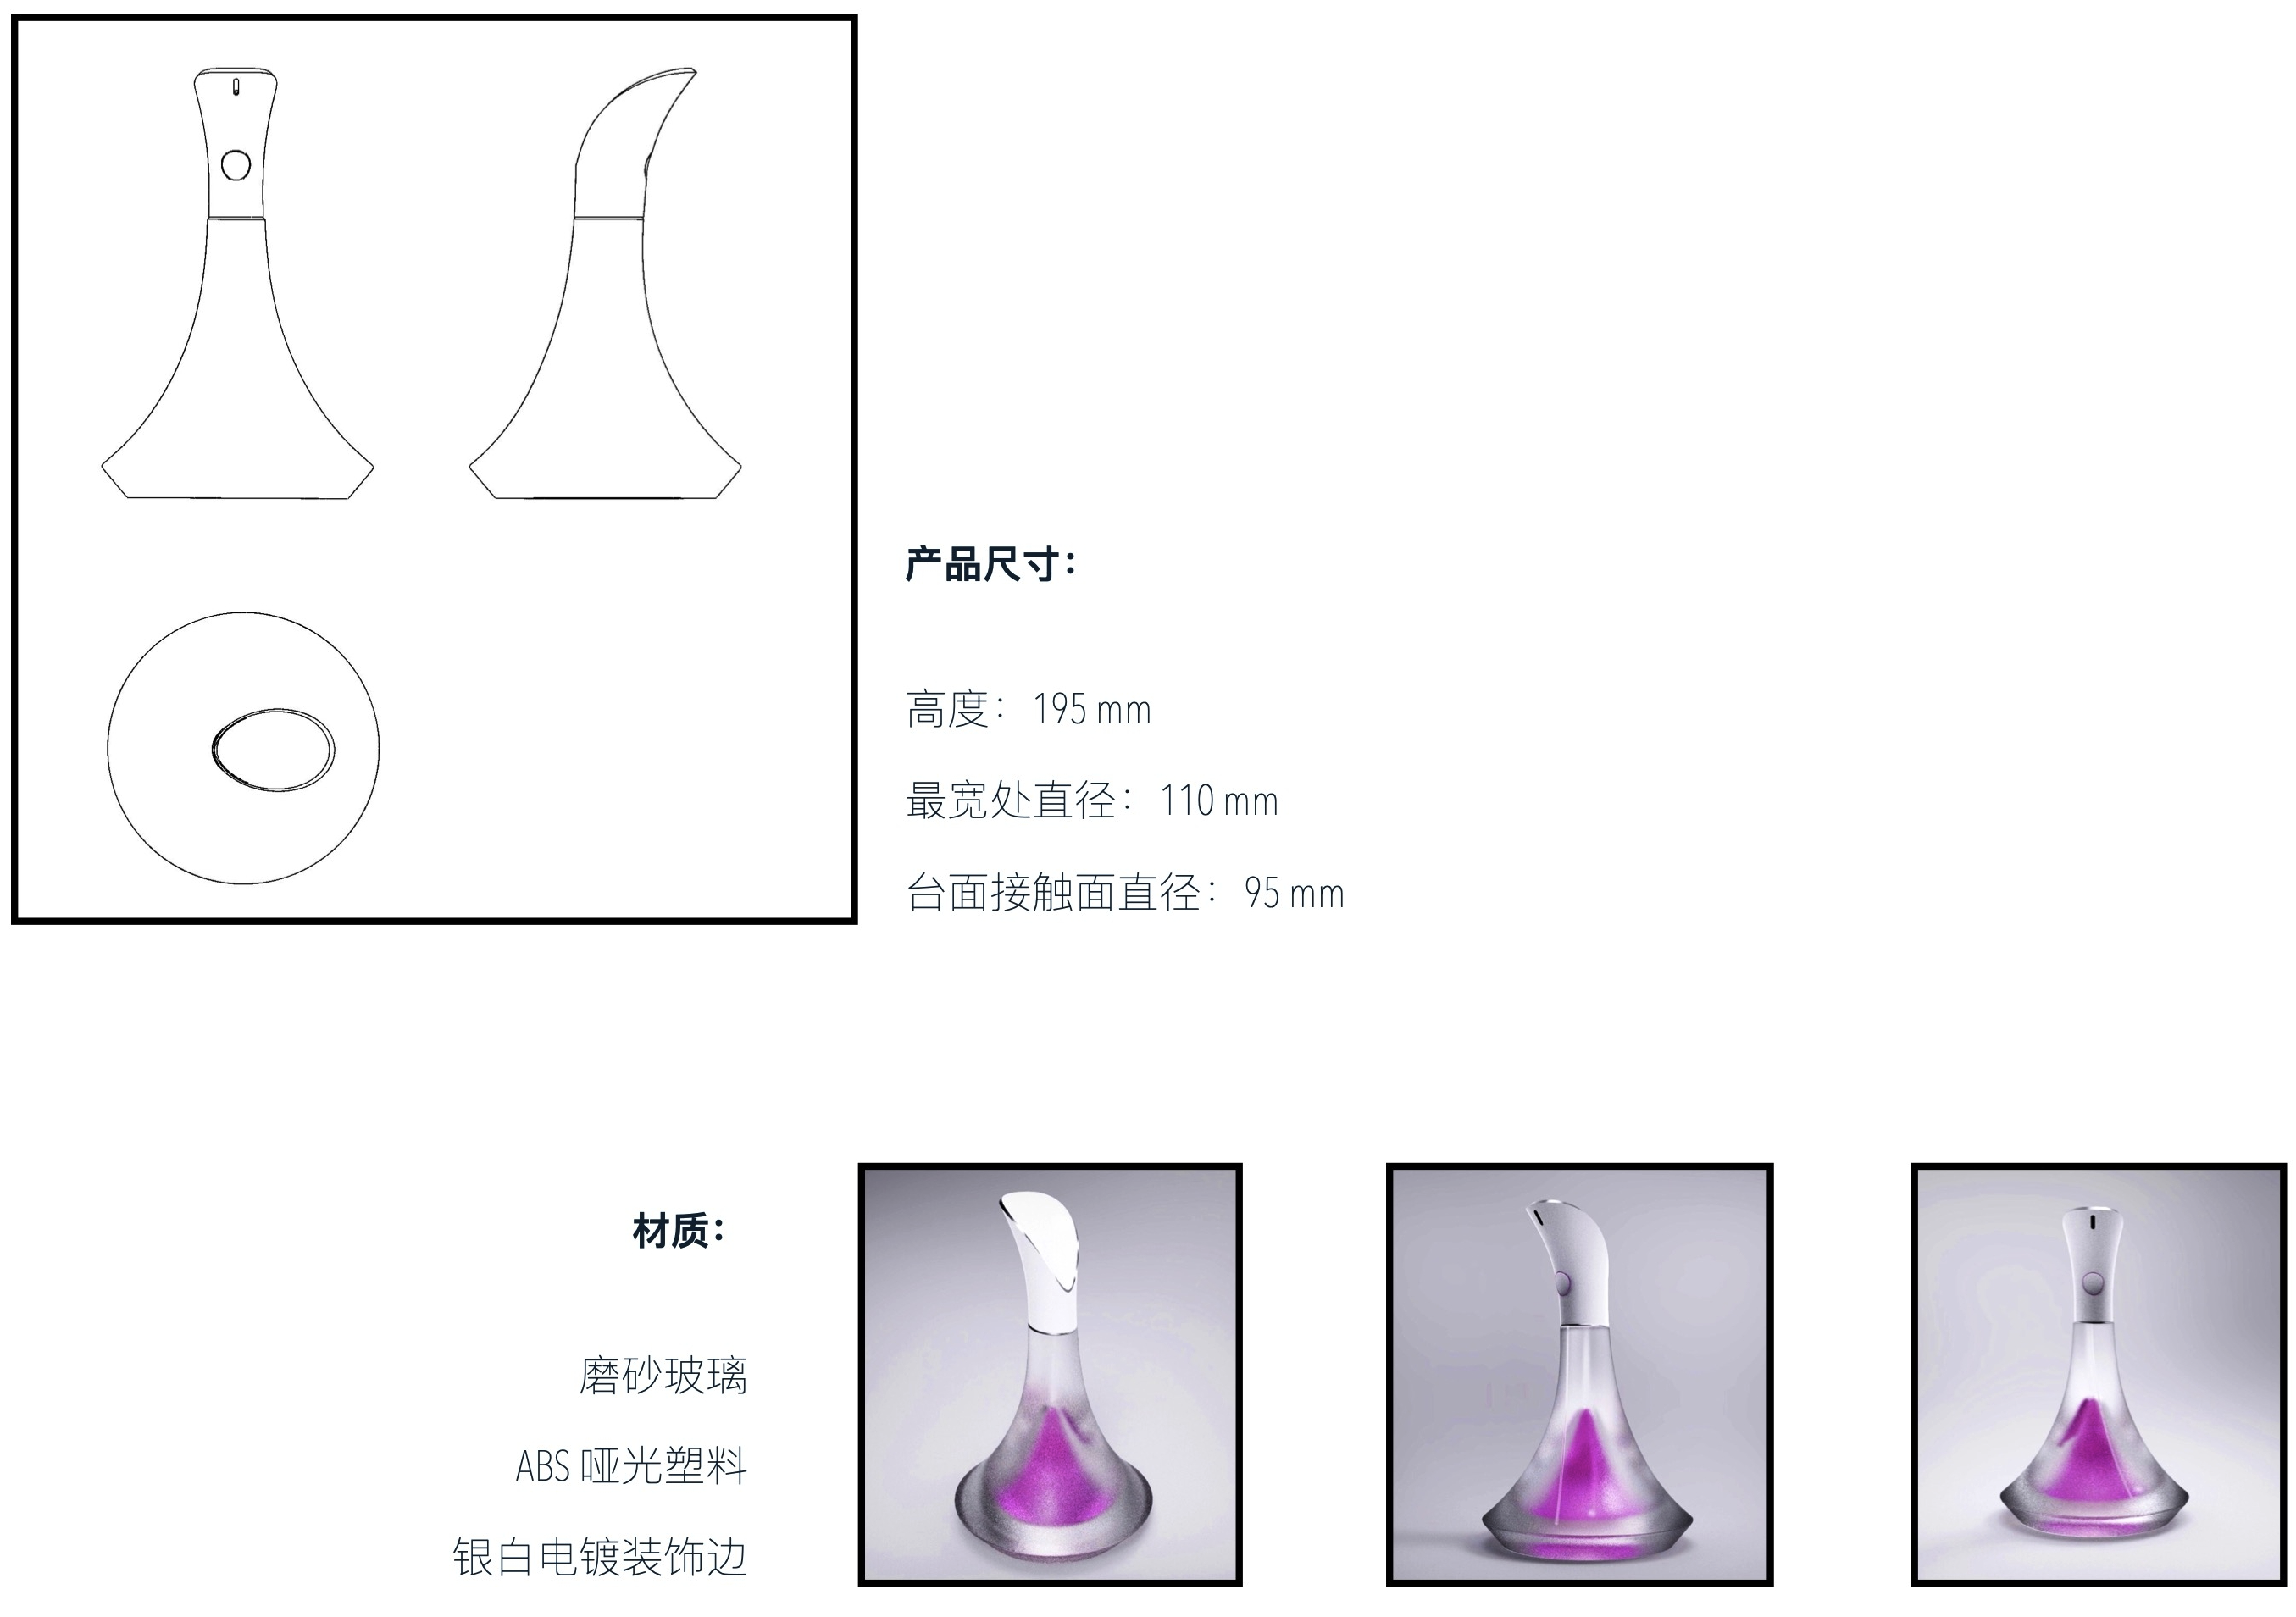 产品尺寸：
高度：195 mm
最宽处直径：110 mm
台面接触面直径：95 mm
材质：
磨砂玻璃
ABS 哑光塑料
银白电镀装饰边